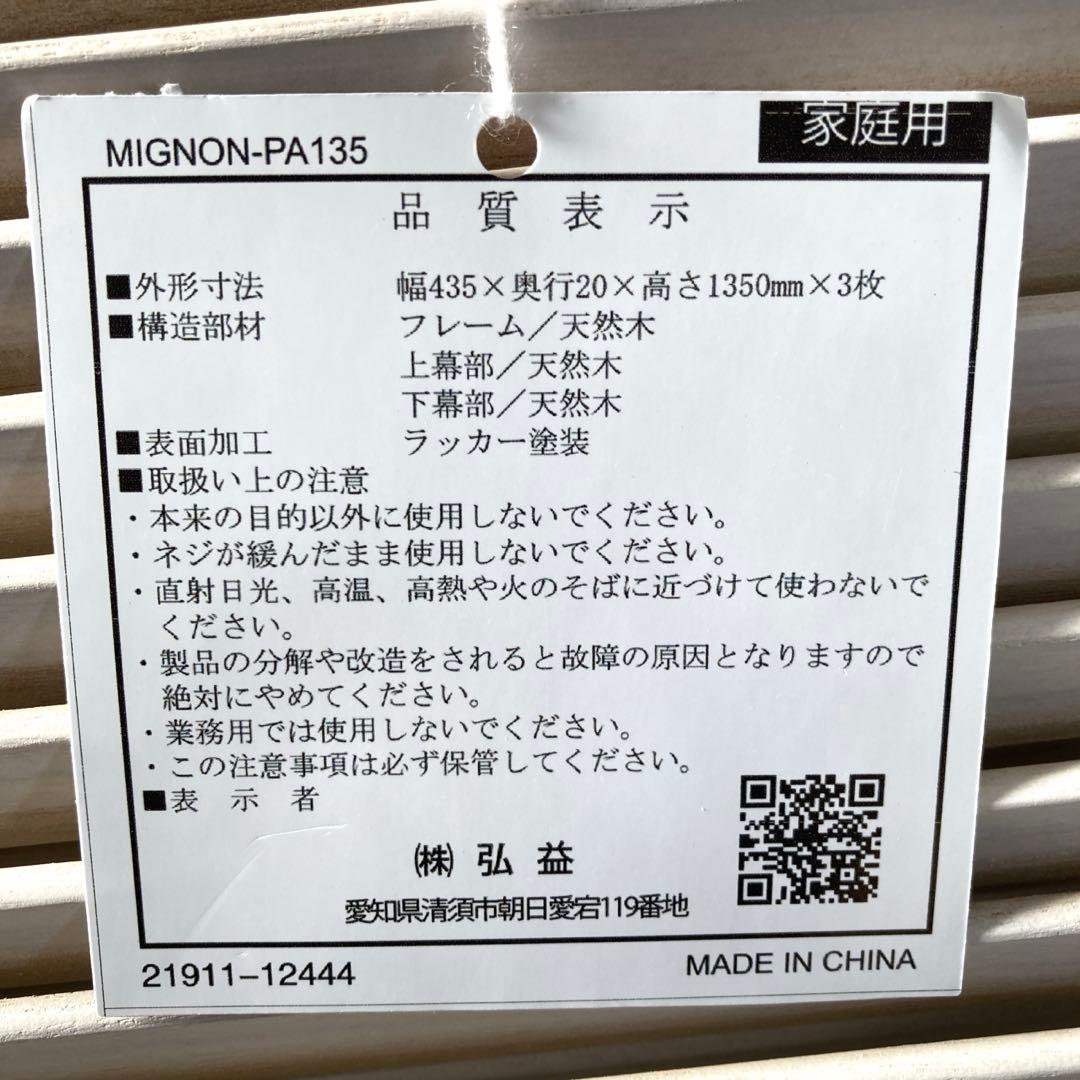 MIGNON-PA135
家庭用
品質表示
■外形寸法 幅435×奥行20×高さ1350mm×3枚
■構造部材 フレーム／天然木
上幕部／天然木
下幕部／天然木
■表面加工 ラッカー塗装
■取扱い上の注意
・本来の目的以外に使用しないでください。
・ネジが緩んだまま使用しないでください。
・直射日光、高温、高熱や火のそばに近づけて使わないで
ください。
・製品の分解や改造をされると故障の原因となりますので
絶対にやめてください。
・業務用では使用しないでください。
・この注意事項は必ず保管してください。
■表示者
㈱弘益
愛知県清須市朝日愛宕119番地
21911-12444
MADE IN CHINA